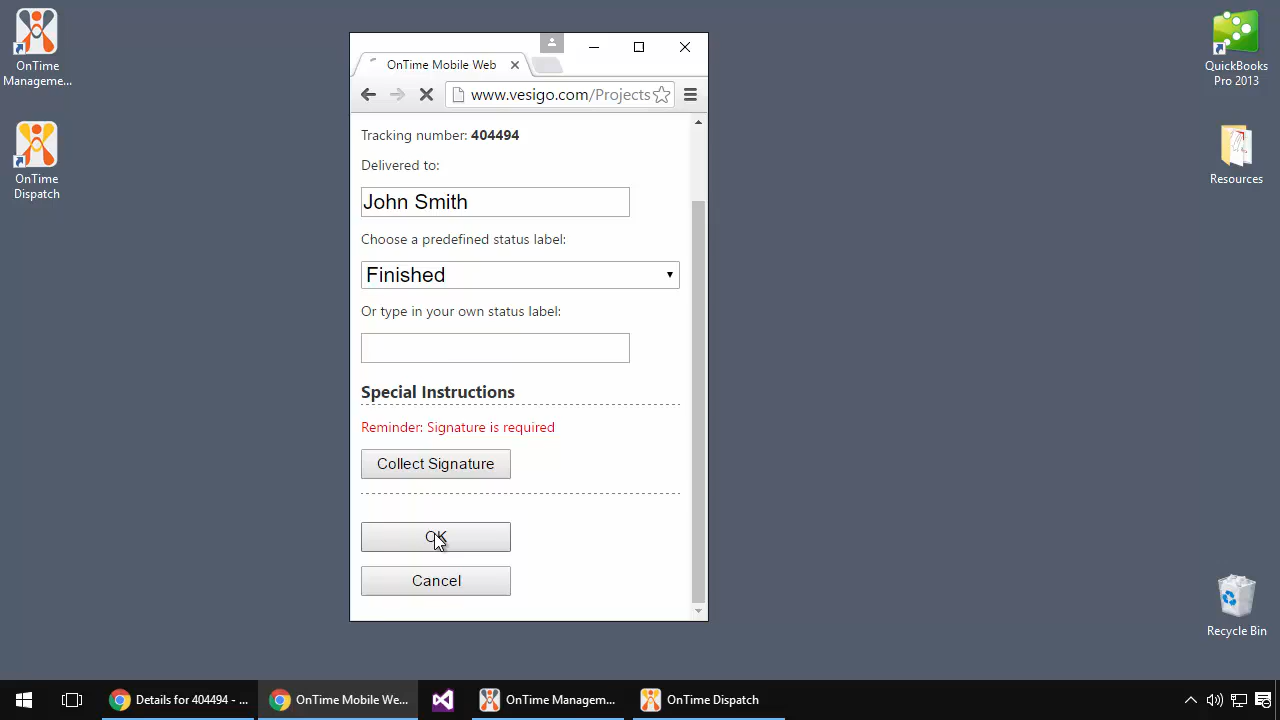 OnTime
Manageme...
OnTime
Dispatch
QuickBooks
Pro 2013
Resources
Recycle Bin
OnTime Mobile Web
www.vesigo.com/Projects
Tracking number: 404494
Delivered to:
John Smith
Choose a predefined status label:
Finished
Or type in your own status label:
Special Instructions
Reminder: Signature is required
Collect Signature
OK
Cancel
Details for 404494 - ...
OnTime Mobile We...
OnTime Managem...
OnTime Dispatch